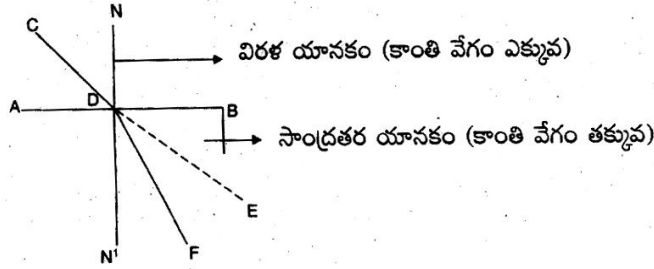 N
C
విరళ యానకం (కాంతి వేగం ఎక్కువ)
D
A
B
సాంద్రతర యానకం (కాంతి వేగం తక్కువ)
E
F
N¹